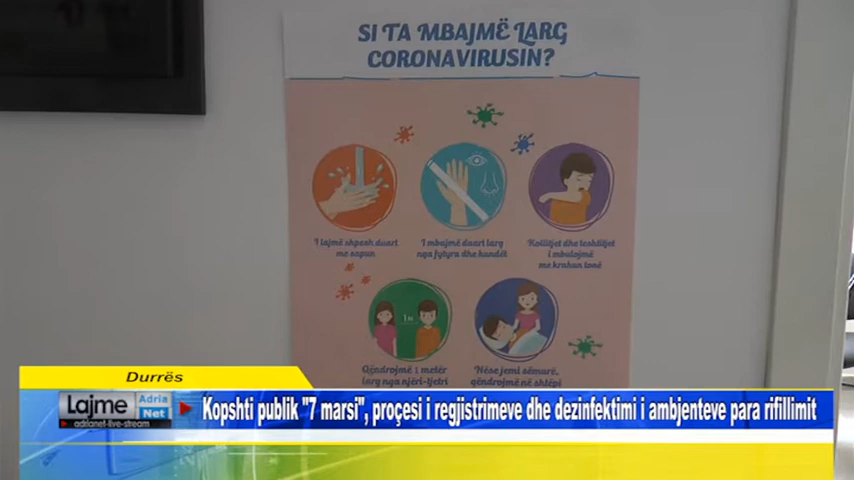 SI TA MBAJMË LARG
CORONAVIRUSIN?
I lajmë shpesh duart
me sapun
I mbajmë duart larg
nga fytyra dhe hundët
Kollitjet dhe teshtitjet
i mbulojmë
me krahun tonë
1M
Qëndrojmë 1 metër
larg nga njëri-tjetri
Nëse jemi sëmurë,
qëndrojmë në shtëpi
Durrës
Lajme
Adria
Net
adrianet-live-stream
Kopshti publik "7 marsi", proçesi i regjistrimeve dhe dezinfektimi i ambjenteve para rifillimit